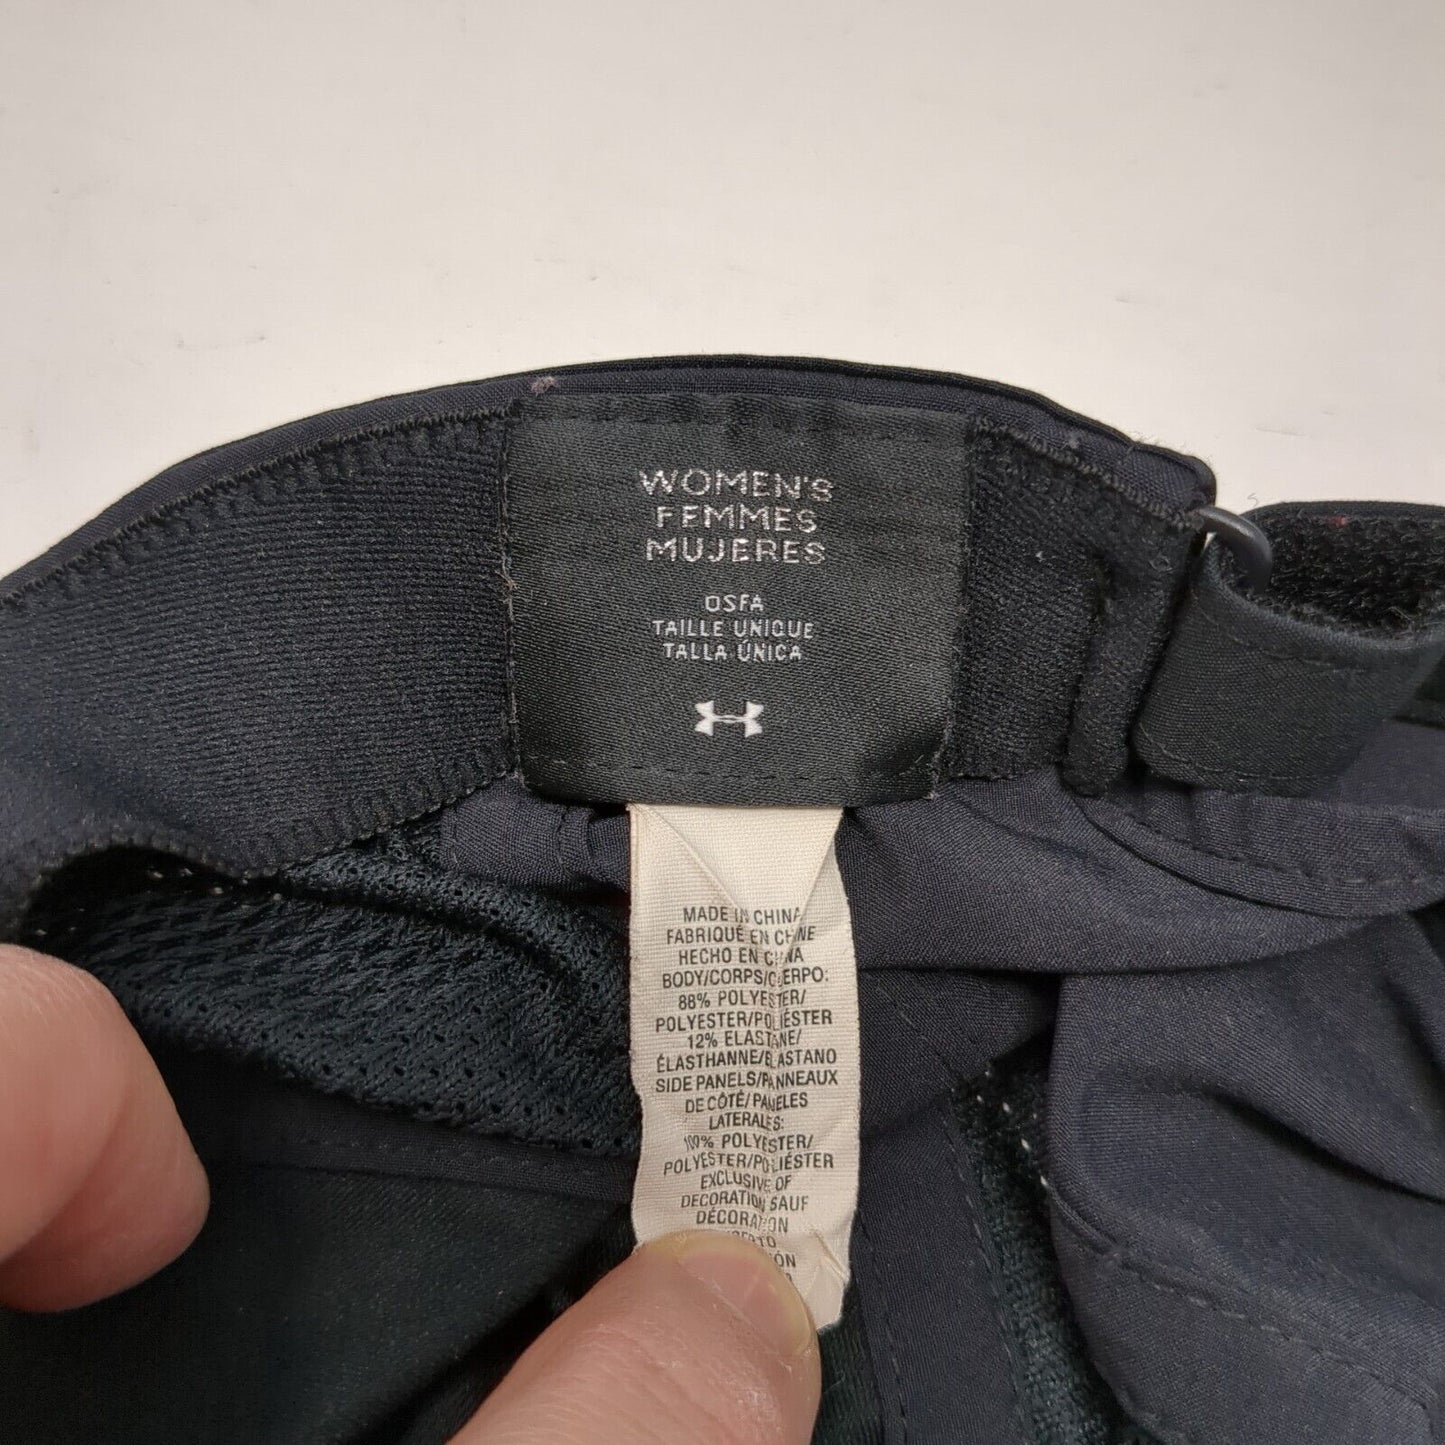 WOMEN'S
FEMMES
MUJERES
OSFA
TAILLE UNIQUE
TALLA ÚNICA
MADE IN CHINA
FABRIQUÉ EN CHINE
HECHO EN CHINA
BODY/CORPS/CUERPO:
88% POLYESTER/
POLYESTER/POLIÉSTER
12% ELASTANE/
ÉLASTHANNE/ELASTANO
SIDE PANELS/PANNEAUX
DE CÔTÉ/PANELES
LATERALES:
100% POLYESTER/
POLYESTER/POLIÉSTER
EXCLUSIVE OF
DECORATION SAUF
DÉCORATION